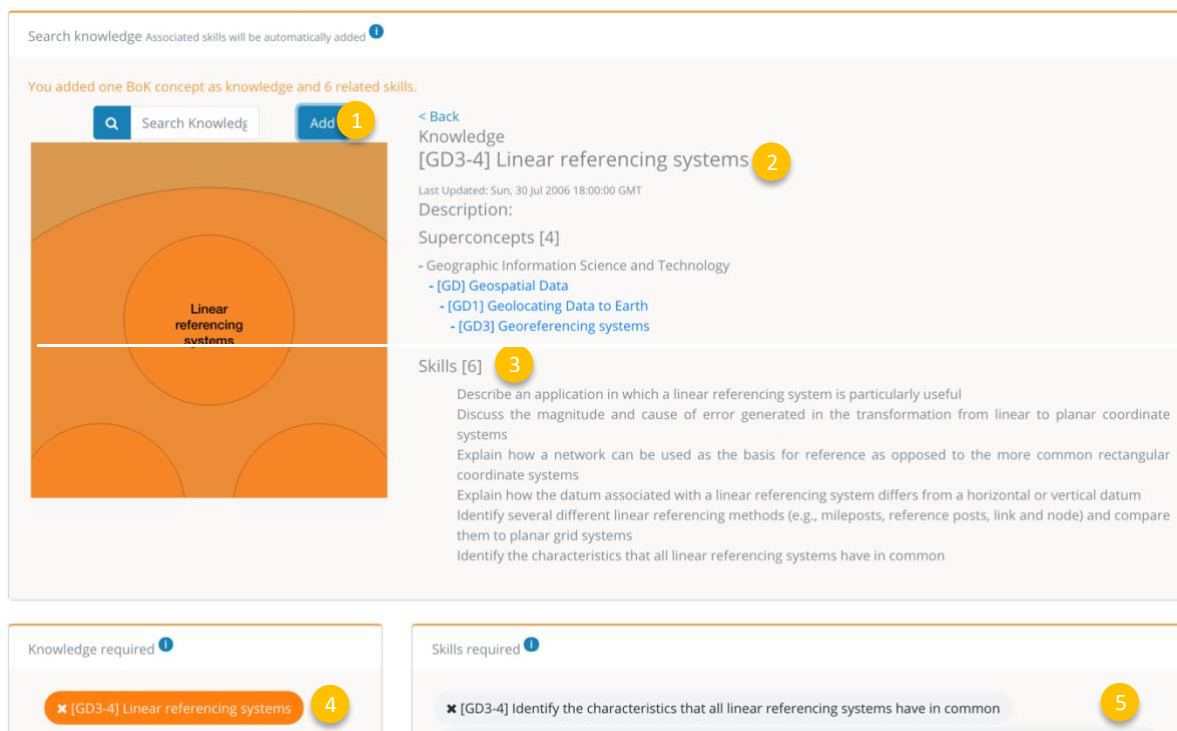 Search knowledge Associated skills will be automatically added i
You added one BoK concept as knowledge and 6 related skills.
Search Knowledg
Add
1
< Back
Knowledge
[GD3-4] Linear referencing systems
2
Last Updated: Sun, 30 Jul 2006 18:00:00 GMT
Description:
Superconcepts [4]
- Geographic Information Science and Technology
- [GD] Geospatial Data
- [GD1] Geolocating Data to Earth
- [GD3] Georeferencing systems
Linear
referencing
systems
Skills [6]
3
Describe an application in which a linear referencing system is particularly useful
Discuss the magnitude and cause of error generated in the transformation from linear to planar coordinate
systems
Explain how a network can be used as the basis for reference as opposed to the more common rectangular
coordinate systems
Explain how the datum associated with a linear referencing system differs from a horizontal or vertical datum
Identify several different linear referencing methods (e.g., mileposts, reference posts, link and node) and compare
them to planar grid systems
Identify the characteristics that all linear referencing systems have in common
Knowledge required i
✖ [GD3-4] Linear referencing systems
4
Skills required i
✖ [GD3-4] Identify the characteristics that all linear referencing systems have in common
5